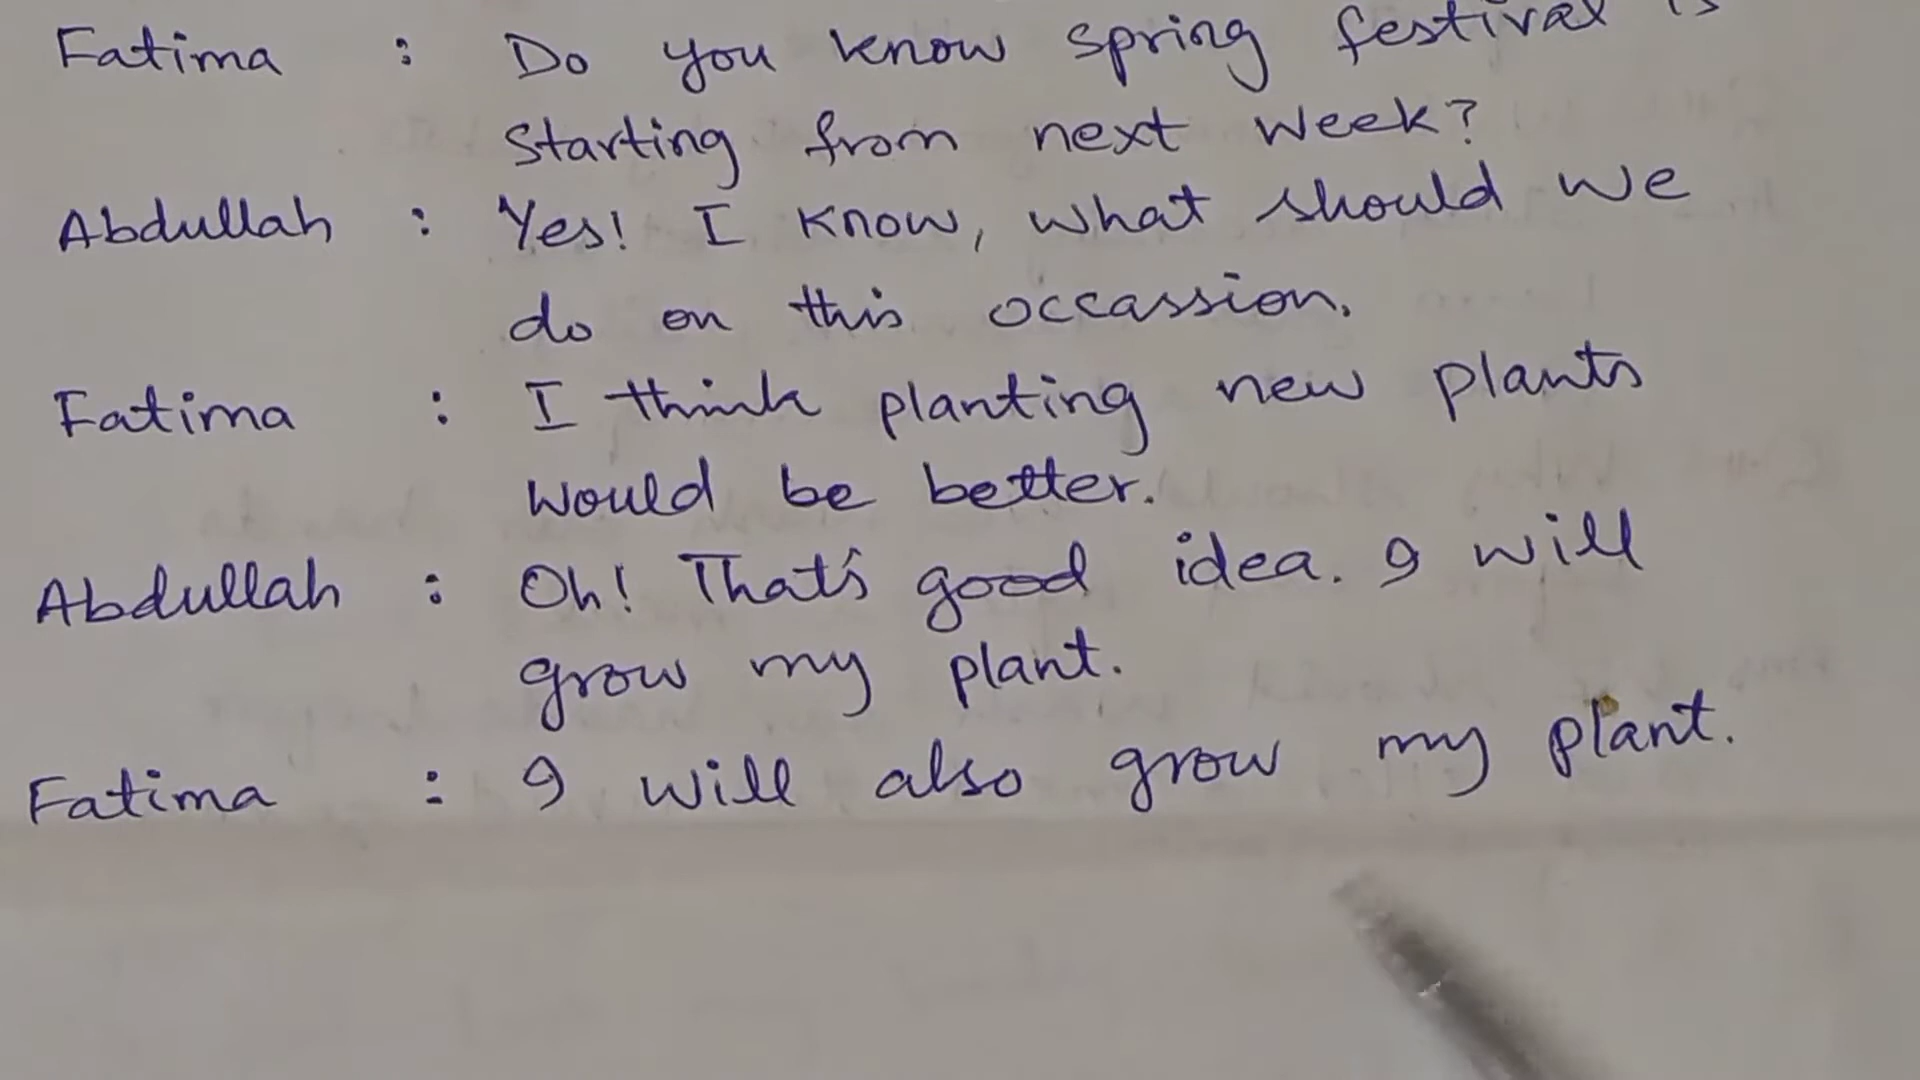 Fatima : Do you know spring festival is
starting from next week?
Abdullah : Yes! I know, what should we
do on this occassion.
Fatima : I think planting new plants
would be better.
Abdullah : Oh! That's good idea. I will
grow my plant.
Fatima : I will also grow my plant.